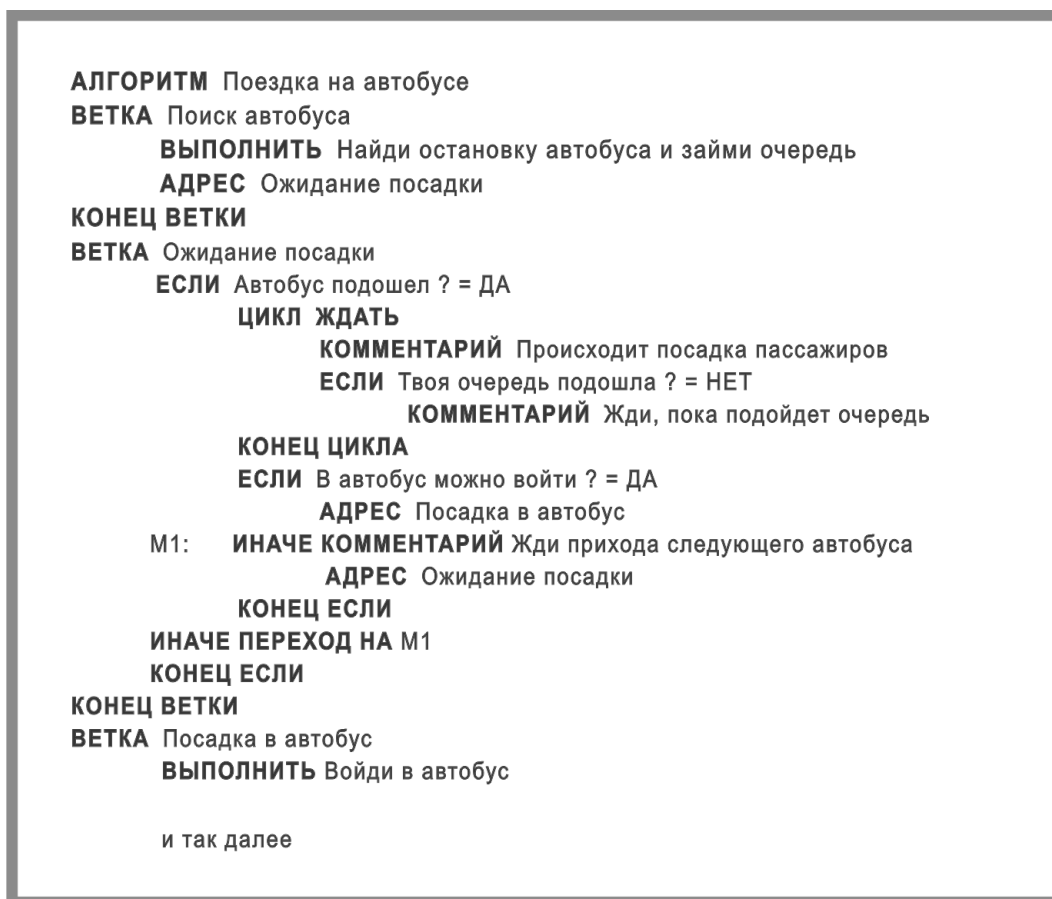 АЛГОРИТМ Поездка на автобусе
ВЕТКА Поиск автобуса
ВЫПОЛНИТЬ Найди остановку автобуса и займи очередь
АДРЕС Ожидание посадки
КОНЕЦ ВЕТКИ
ВЕТКА Ожидание посадки
ЕСЛИ Автобус подошел ? = ДА
ЦИКЛ ЖДАТЬ
КОММЕНТАРИЙ Происходит посадка пассажиров
ЕСЛИ Твоя очередь подошла ? = НЕТ
КОММЕНТАРИЙ Жди, пока подойдет очередь
КОНЕЦ ЦИКЛА
ЕСЛИ В автобус можно войти ? = ДА
АДРЕС Посадка в автобус
М1: ИНАЧЕ КОММЕНТАРИЙ Жди прихода следующего автобуса
АДРЕС Ожидание посадки
КОНЕЦ ЕСЛИ
ИНАЧЕ ПЕРЕХОД НА М1
КОНЕЦ ЕСЛИ
КОНЕЦ ВЕТКИ
ВЕТКА Посадка в автобус
ВЫПОЛНИТЬ Войди в автобус
и так далее